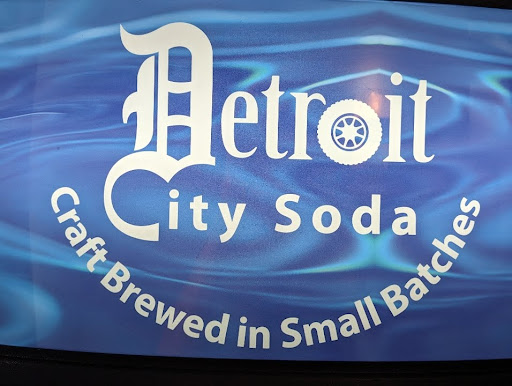 Detroit
City Soda
Craft Brewed in Small Batches